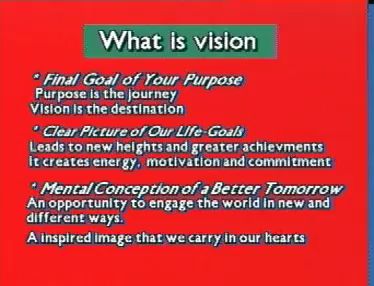 What is vision
* Final Goal of Your Purpose
Purpose is the journey
Vision is the destination
* Clear Picture of Our Life-Goals
Leads to new heights and greater achievments
It creates energy, motivation and commitment
* Mental Conception of a Better Tomorrow
An opportunity to engage the world in new and
different ways.
A inspired image that we carry in our hearts